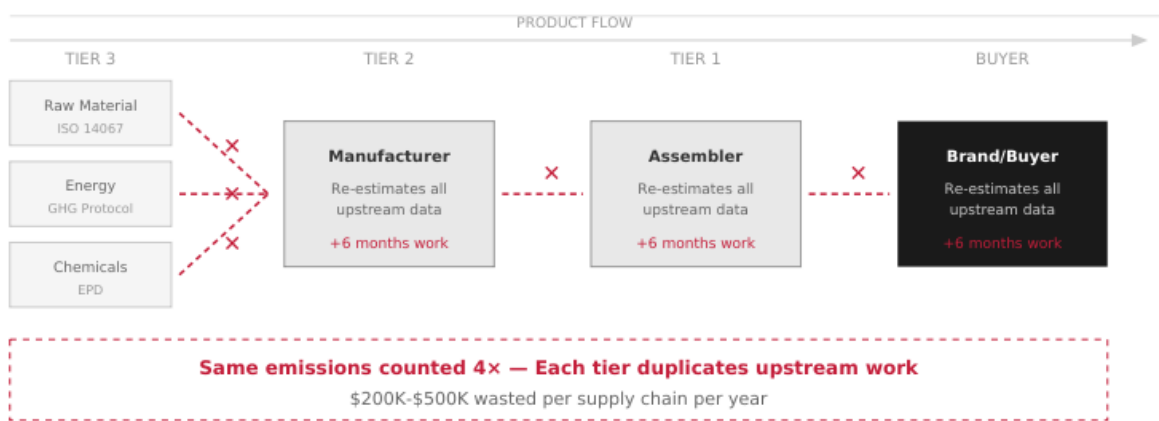 PRODUCT FLOW
TIER 3
TIER 2
TIER 1
BUYER
Raw Material
ISO 14067
Energy
GHG Protocol
Chemicals
EPD
Manufacturer
Re-estimates all
upstream data
+6 months work
Assembler
Re-estimates all
upstream data
+6 months work
Brand/Buyer
Re-estimates all
upstream data
+6 months work
Same emissions counted 4× — Each tier duplicates upstream work
$200K-$500K wasted per supply chain per year